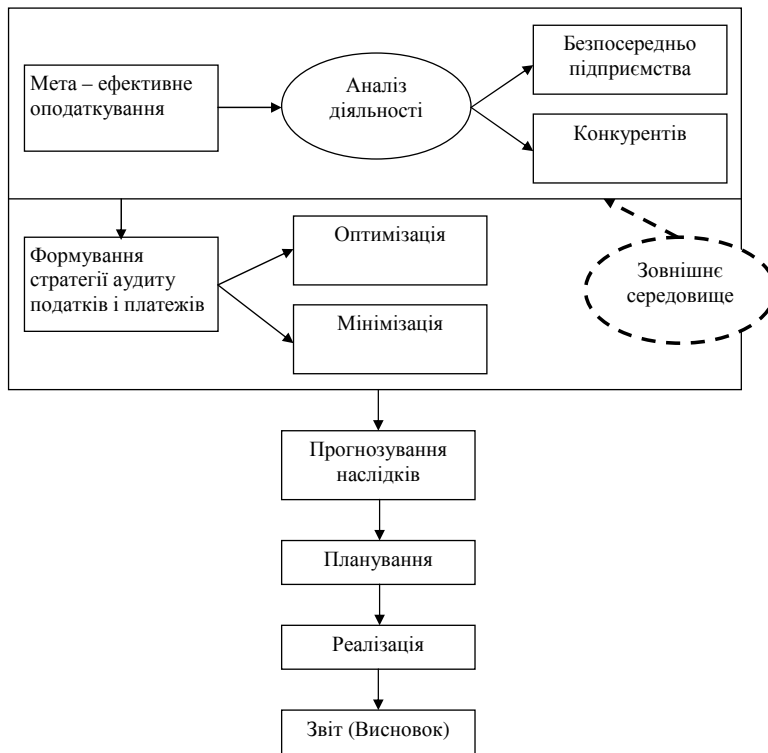 Мета – ефективне
оподаткування
Аналіз
діяльності
Безпосередньо
підприємства
Конкурентів
Формування
стратегії аудиту
податків і платежів
Оптимізація
Мінімізація
Зовнішнє
середовище
Прогнозування
наслідків
Планування
Реалізація
Звіт (Висновок)